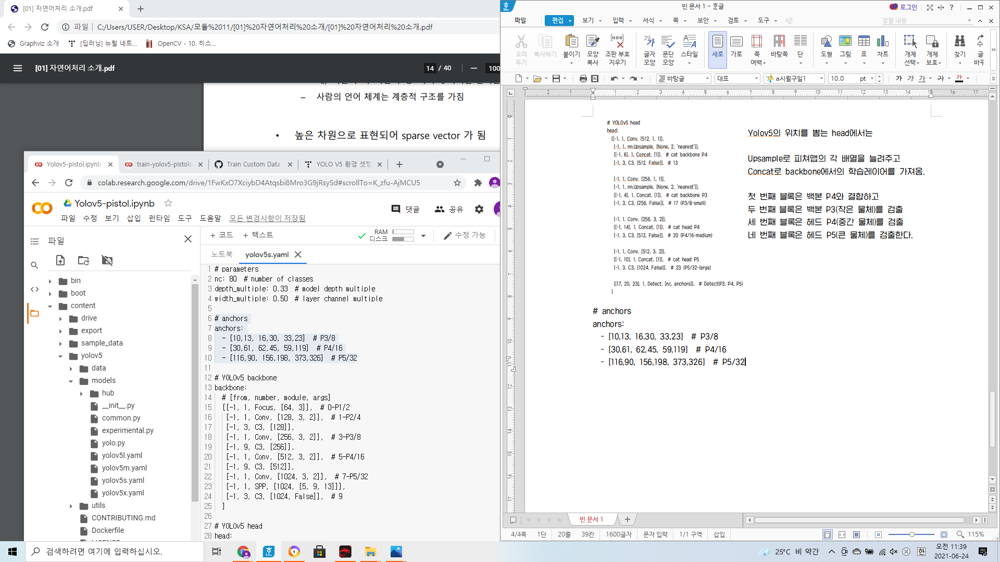 [01] 자연어처리 소개.pdf
파일 | C:/Users/USER/Desktop/KSA/모듈%2011/[01]%20자연어처리%20소개/[01]%20자연어처리%20소개.pdf
Graphviz 소개
[딥러닝] 뉴럴 네트...
OpenCV - 10. 히스...
[01] 자연어처리 소개.pdf
14 / 40
100
– 사람의 언어 체계는 계층적 구조를 가짐
• 높은 차원으로 표현되어 sparse vector 가 됨
Yolov5-pistol.ipynb
train-yolov5-pistols-
Train Custom Data
YOLO V5 환경 셋팅
colab.research.google.com/drive/1FwKxO7XciybD4Atqsbi8Mro3G9jRsySd#scrollTo=K_zfu-AjMCU5
Yolov5-pistol.ipynb
댓글
공유
파일 수정 보기 삽입 런타임 도구 도움말 모든 변경사항이 저장됨
파일
+ 코드 + 텍스트
RAM
디스크
수정 가능
노트북
yolov5s.yaml
bin
boot
content
drive
export
sample_data
yolov5
data
models
hub
__init__.py
common.py
experimental.py
yolo.py
yolov5l.yaml
yolov5m.yaml
yolov5s.yaml
yolov5x.yaml
utils
CONTRIBUTING.md
Dockerfile
1 # parameters
2 nc: 80 # number of classes
3 depth_multiple: 0.33 # model depth multiple
4 width_multiple: 0.50 # layer channel multiple
5
6 # anchors
7 anchors:
8 - [10,13, 16,30, 33,23] # P3/8
9 - [30,61, 62,45, 59,119] # P4/16
10 - [116,90, 156,198, 373,326] # P5/32
11
12 # YOLOv5 backbone
13 backbone:
14 # [from, number, module, args]
15 [[-1, 1, Focus, [64, 3]], # 0-P1/2
16 [-1, 1, Conv, [128, 3, 2]], # 1-P2/4
17 [-1, 3, C3, [128]],
18 [-1, 1, Conv, [256, 3, 2]], # 3-P3/8
19 [-1, 9, C3, [256]],
20 [-1, 1, Conv, [512, 3, 2]], # 5-P4/16
21 [-1, 9, C3, [512]],
22 [-1, 1, Conv, [1024, 3, 2]], # 7-P5/32
23 [-1, 1, SPP, [1024, [5, 9, 13]]],
24 [-1, 3, C3, [1024, False]], # 9
25 ]
26
27 # YOLOv5 head
28 head:
빈 문서 1 - 한글
로그인
파일 편집 보기 입력 서식 쪽 보안 검토 도구
찾을 내용
오려
두기
복사하기
붙이기
모양
복사
조판 부호
지우기
글자
모양
문단
모양
스타일
세로
가로
쪽
여백
바탕쪽
단
도형
그림
표
차트
개체
선택
개체
보호
찾기
글
바꾸
바탕글
대표
a시월구일1
10.0 pt
가 가 가 가 가
# YOLOv5 head
head:
[[-1, 1, Conv, [512, 1, 1]],
[-1, 1, nn.Upsample, [None, 2, 'nearest']],
[[-1, 6], 1, Concat, [1]], # cat backbone P4
[-1, 3, C3, [512, False]], # 13
[-1, 1, Conv, [256, 1, 1]],
[-1, 1, nn.Upsample, [None, 2, 'nearest']],
[[-1, 4], 1, Concat, [1]], # cat backbone P3
[-1, 3, C3, [256, False]], # 17 (P3/8-small)
[-1, 1, Conv, [256, 3, 2]],
[[-1, 14], 1, Concat, [1]], # cat head P4
[-1, 3, C3, [512, False]], # 20 (P4/16-medium)
[-1, 1, Conv, [512, 3, 2]],
[[-1, 10], 1, Concat, [1]], # cat head P5
[-1, 3, C3, [1024, False]], # 23 (P5/32-large)
[[17, 20, 23], 1, Detect, [nc, anchors]], # Detect(P3, P4, P5)
]
Yolov5의 위치를 뽑는 head에서는
Upsample로 피쳐맵의 각 배열을 늘려주고
Concat로 backbone에서의 학습레이어를 가져옴.
첫 번째 블록은 백본 P4와 결합하고
두 번째 블록은 백본 P3(작은 물체)를 검출
세 번째 블록은 헤드 P4(중간 물체)를 검출
네 번째 블록은 헤드 P5(큰 물체)를 검출한다.
# anchors
anchors:
- [10,13, 16,30, 33,23] # P3/8
- [30,61, 62,45, 59,119] # P4/16
- [116,90, 156,198, 373,326] # P5/32
빈 문서 1
4/4쪽 1단 20줄 39칸 1600글자 문자 입력 1/1 구역 삽입
115%
검색하려면 여기에 입력하십시오.
25°C 비 약간
한
오전 11:39
2021-06-24